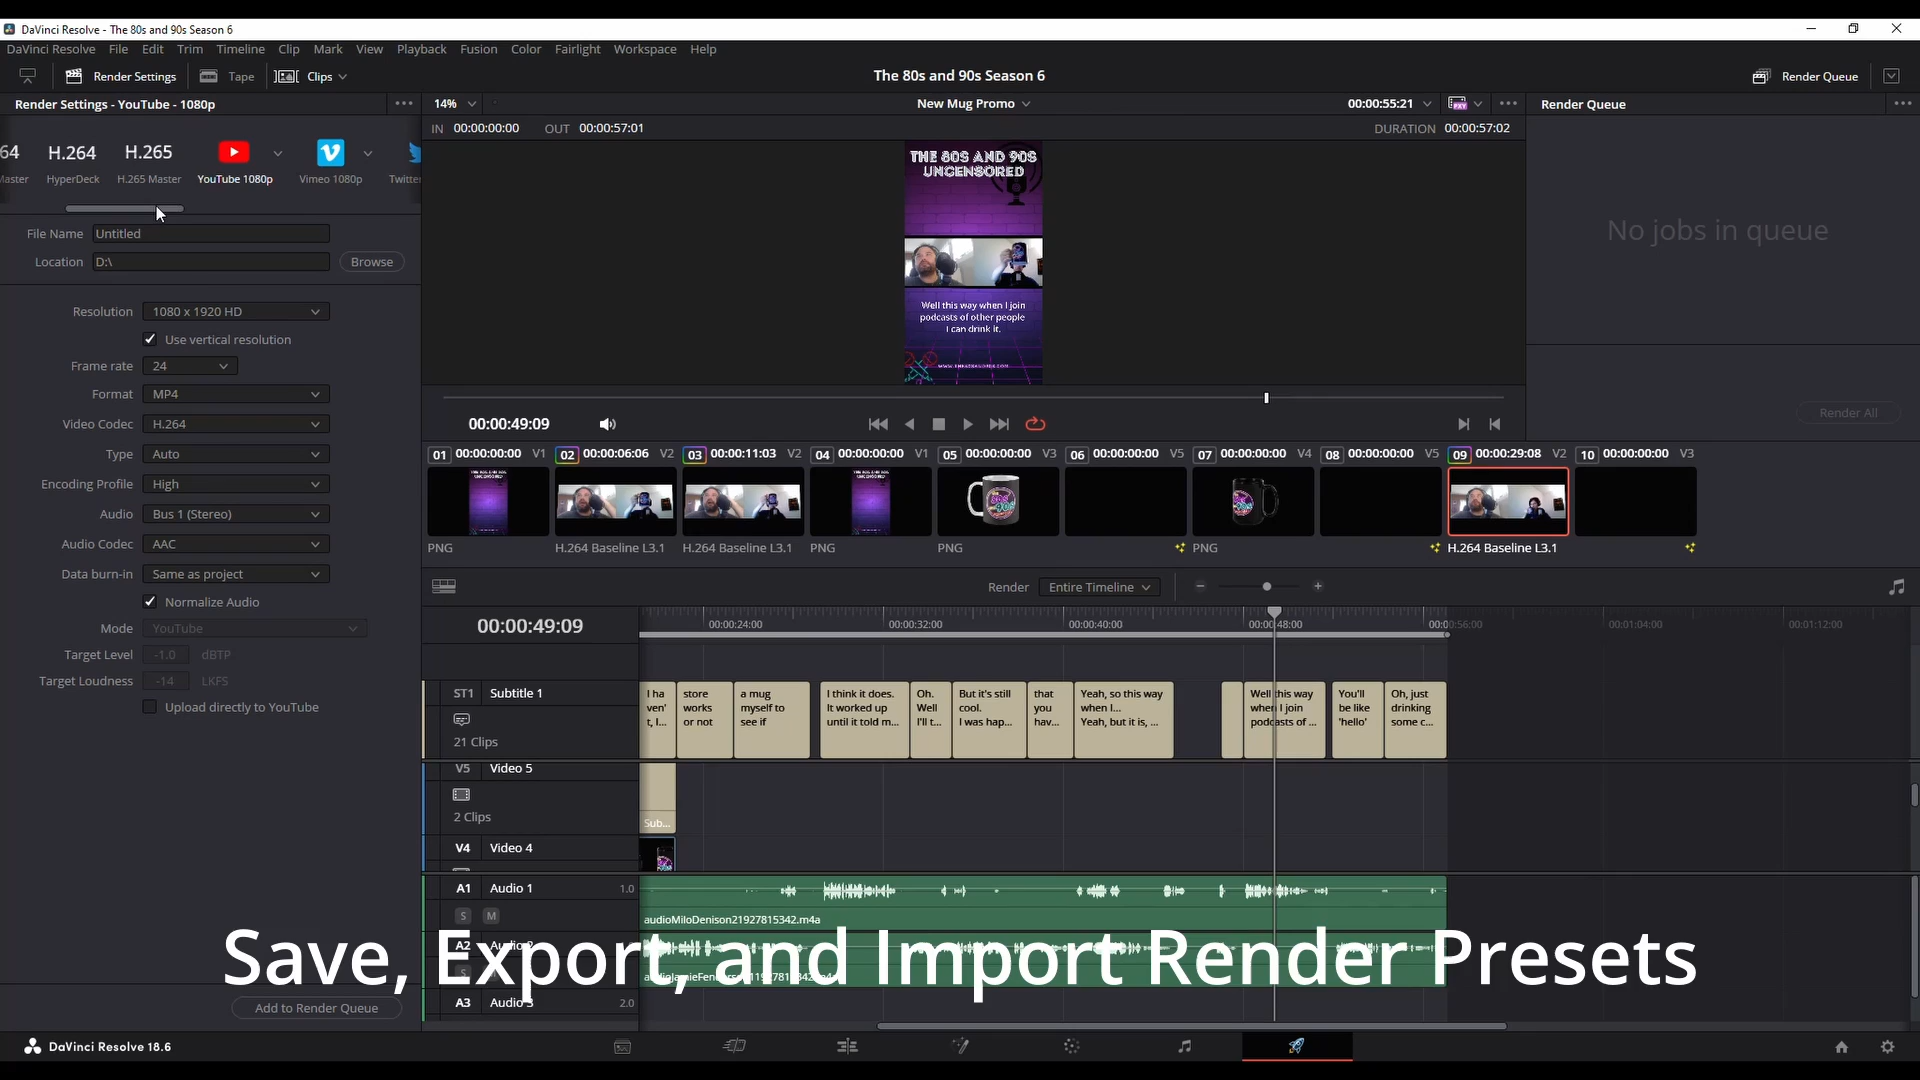 DaVinci Resolve - The 80s and 90s Season 6
DaVinci Resolve File Edit Trim Timeline Clip Mark View Playback Fusion Color Fairlight Workspace Help
Render Settings Tape Clips The 80s and 90s Season 6 Render Queue
Render Settings - YouTube - 1080p 14% New Mug Promo 00:00:55:21 Render Queue
IN 00:00:00:00 OUT 00:00:57:01 DURATION 00:00:57:02
64 H.264 H.265
Master HyperDeck H.265 Master YouTube 1080p Vimeo 1080p Twitte
THE 80S AND 90S
UNCENSORED
Well this way when I join
podcasts of other people
I can drink it.
No jobs in queue
Render All
File Name Untitled
Location D:\ Browse
Resolution 1080 x 1920 HD
Use vertical resolution
Frame rate 24
Format MP4
Video Codec H.264
Type Auto
Encoding Profile High
Audio Bus 1 (Stereo)
Audio Codec AAC
Data burn-in Same as project
Normalize Audio
Mode YouTube
Target Level -1.0 dBTP
Target Loudness -14 LKFS
Upload directly to YouTube
Add to Render Queue
00:00:49:09
01 00:00:00:00 V1 02 00:00:06:06 V2 03 00:00:11:03 V2 04 00:00:00:00 V1 05 00:00:00:00 V3 06 00:00:00:00 V5 07 00:00:00:00 V4 08 00:00:00:00 V5 09 00:00:29:08 V2 10 00:00:00:00 V3
PNG H.264 Baseline L3.1 H.264 Baseline L3.1 PNG PNG PNG H.264 Baseline L3.1
Render Entire Timeline
00:00:49:09 00:00:24:00 00:00:32:00 00:00:40:00 00:00:48:00 00:00:56:00 00:01:04:00 00:01:12:00
ST1 Subtitle 1
21 Clips
I ha
ven'
t, I...
store
works
or not
a mug
myself to
see if
I think it does.
It worked up
until it told m...
Oh.
Well
I'll t...
But it's still
cool.
I was hap...
that
you
hav...
Yeah, so this way
when I...
Yeah, but it is, ...
Well this way
when I join
podcasts of ...
You'll
be like
'hello'
Oh, just
drinking
some c...
V5 Video 5
2 Clips
Sub...
V4 Video 4
A1 Audio 1 1.0
S M
audioMiloDenison21927815342.m4a
A2 Audio 2
S
A3 Audio 3 2.0
Save, Export, and Import Render Presets
DaVinci Resolve 18.6